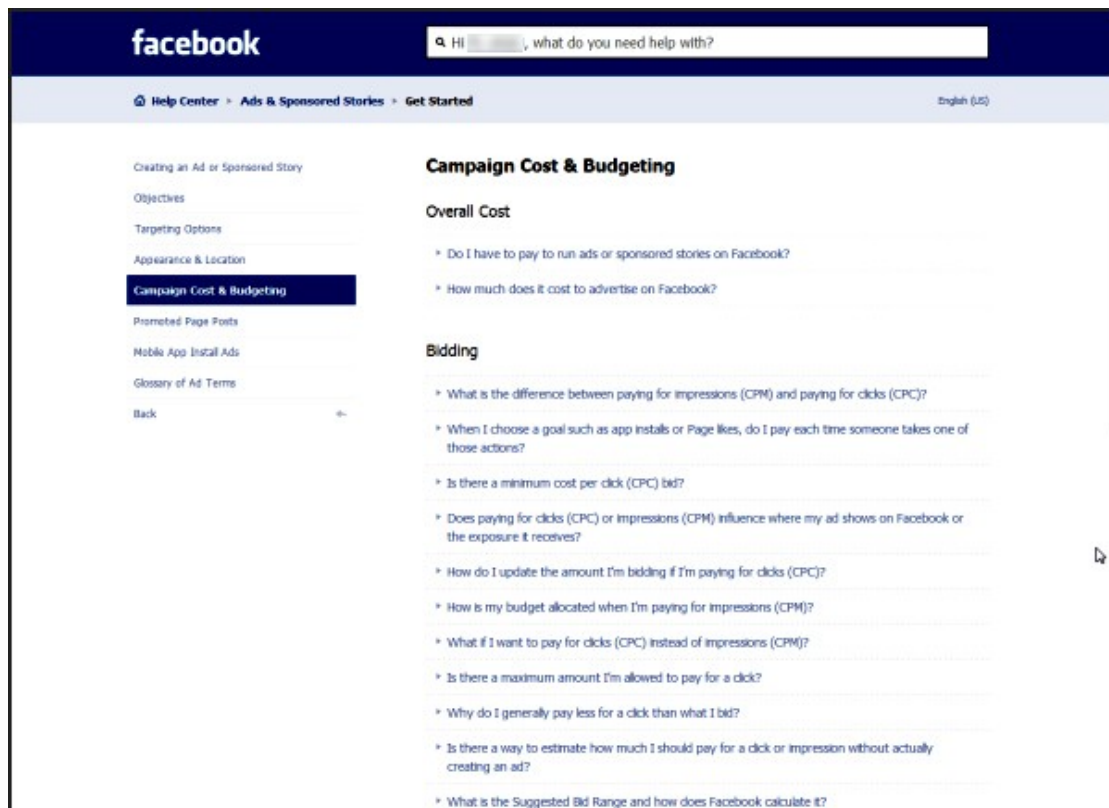 facebook
Hi , what do you need help with?
Help Center
Ads & Sponsored Stories
Get Started
English (US)
Creating an Ad or Sponsored Story
Objectives
Targeting Options
Appearance & Location
Campaign Cost & Budgeting
Promoted Page Posts
Mobile App Install Ads
Glossary of Ad Terms
Back
Campaign Cost & Budgeting
Overall Cost
Do I have to pay to run ads or sponsored stories on Facebook?
How much does it cost to advertise on Facebook?
Bidding
What is the difference between paying for impressions (CPM) and paying for clicks (CPC)?
When I choose a goal such as app installs or Page likes, do I pay each time someone takes one of
those actions?
Is there a minimum cost per click (CPC) bid?
Does paying for clicks (CPC) or impressions (CPM) influence where my ad shows on Facebook or
the exposure it receives?
How do I update the amount I'm bidding if I'm paying for clicks (CPC)?
How is my budget allocated when I'm paying for impressions (CPM)?
What if I want to pay for clicks (CPC) instead of impressions (CPM)?
Is there a maximum amount I'm allowed to pay for a click?
Why do I generally pay less for a click than what I bid?
Is there a way to estimate how much I should pay for a click or impression without actually
creating an ad?
What is the Suggested Bid Range and how does Facebook calculate it?